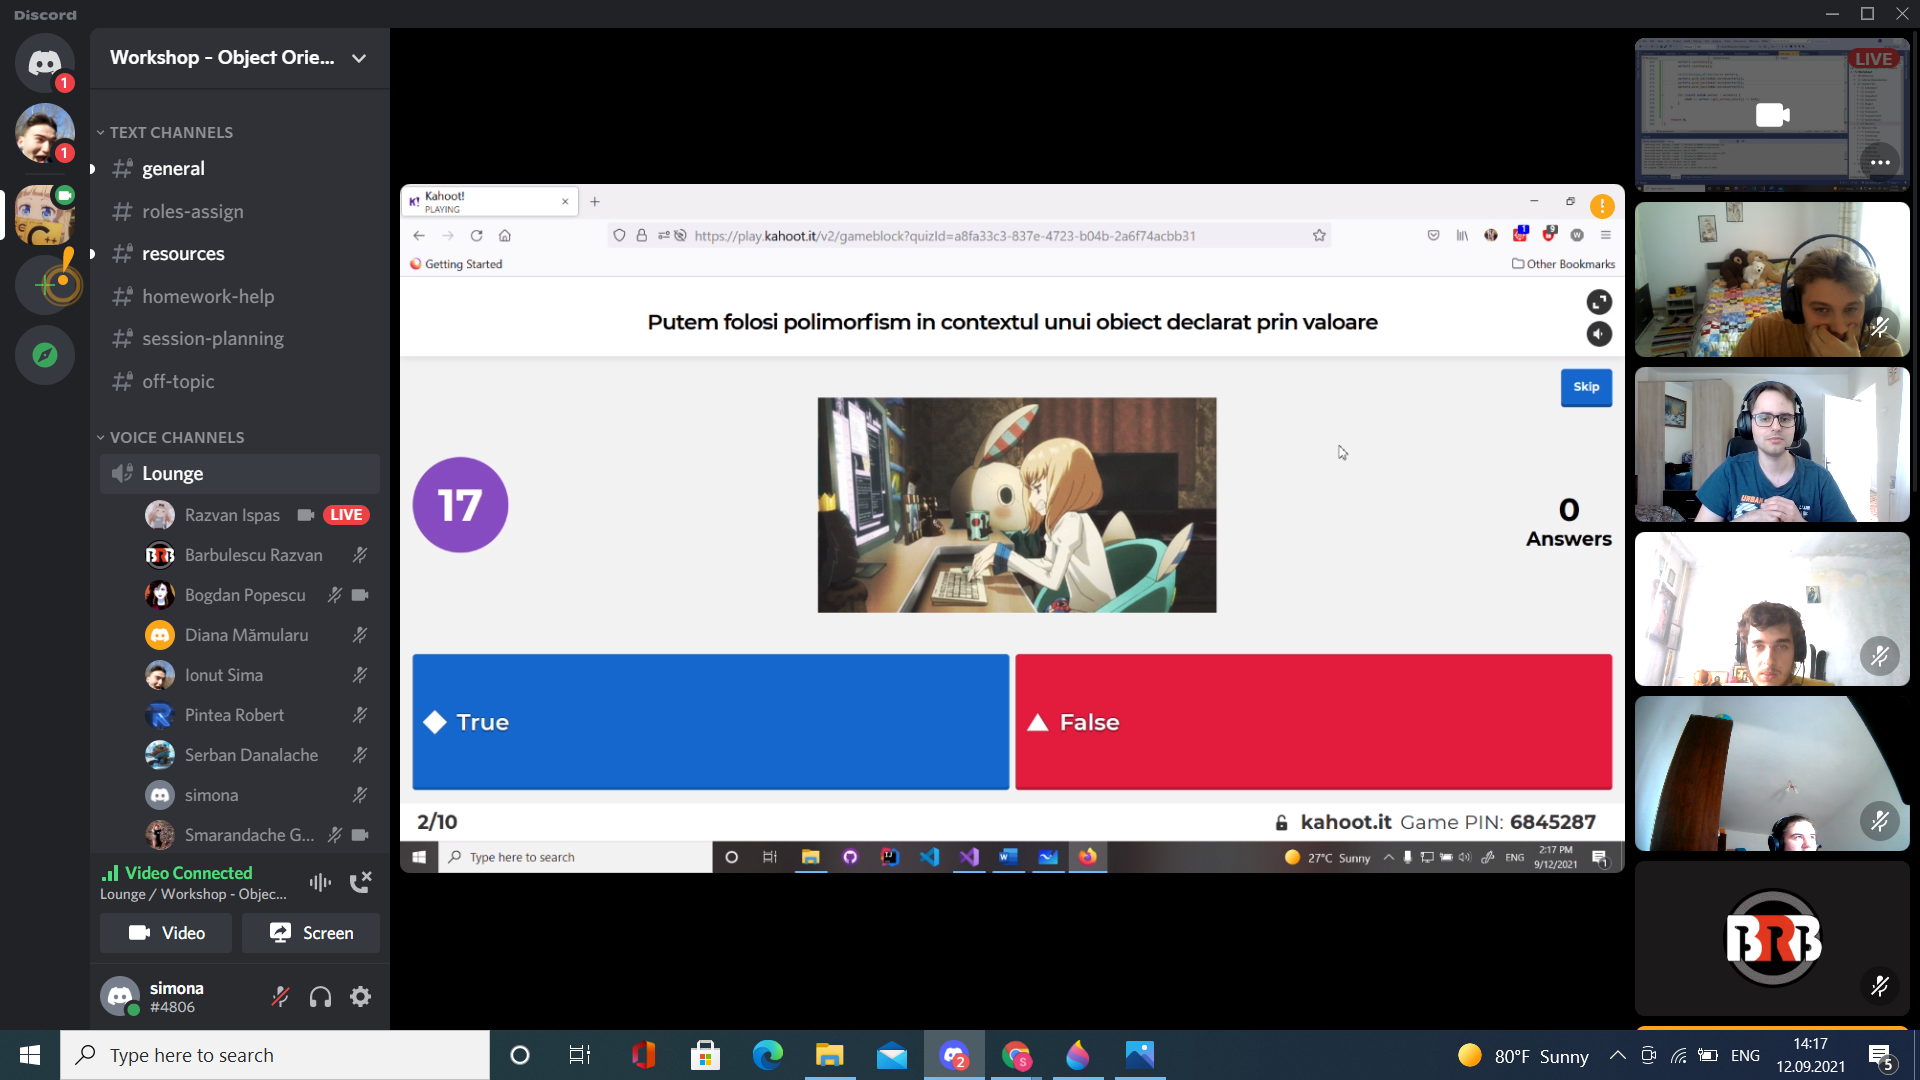 Discord
Workshop - Object Orie...
TEXT CHANNELS
general
roles-assign
resources
homework-help
session-planning
off-topic
VOICE CHANNELS
Lounge
Razvan Ispas LIVE
Barbulescu Razvan
Bogdan Popescu
Diana Mămularu
Ionut Sima
Pintea Robert
Serban Danalache
simona
Smarandache G...
Video Connected
Lounge / Workshop - Objec...
Video Screen
simona
#4806
1
1
C++
Kahoot!
PLAYING
https://play.kahoot.it/v2/gameblock?quizId=a8fa33c3-837e-4723-b04b-2a6f74acbb31
1 9 W
Getting Started
Other Bookmarks
Putem folosi polimorfism in contextul unui obiect declarat prin valoare
Skip
17
0
Answers
True
False
2/10
kahoot.it Game PIN: 6845287
Type here to search
27°C Sunny
ENG
2:17 PM
9/12/2021
1
LIVE
BRB
Type here to search
2
S
80°F Sunny
ENG
14:17
12.09.2021
5